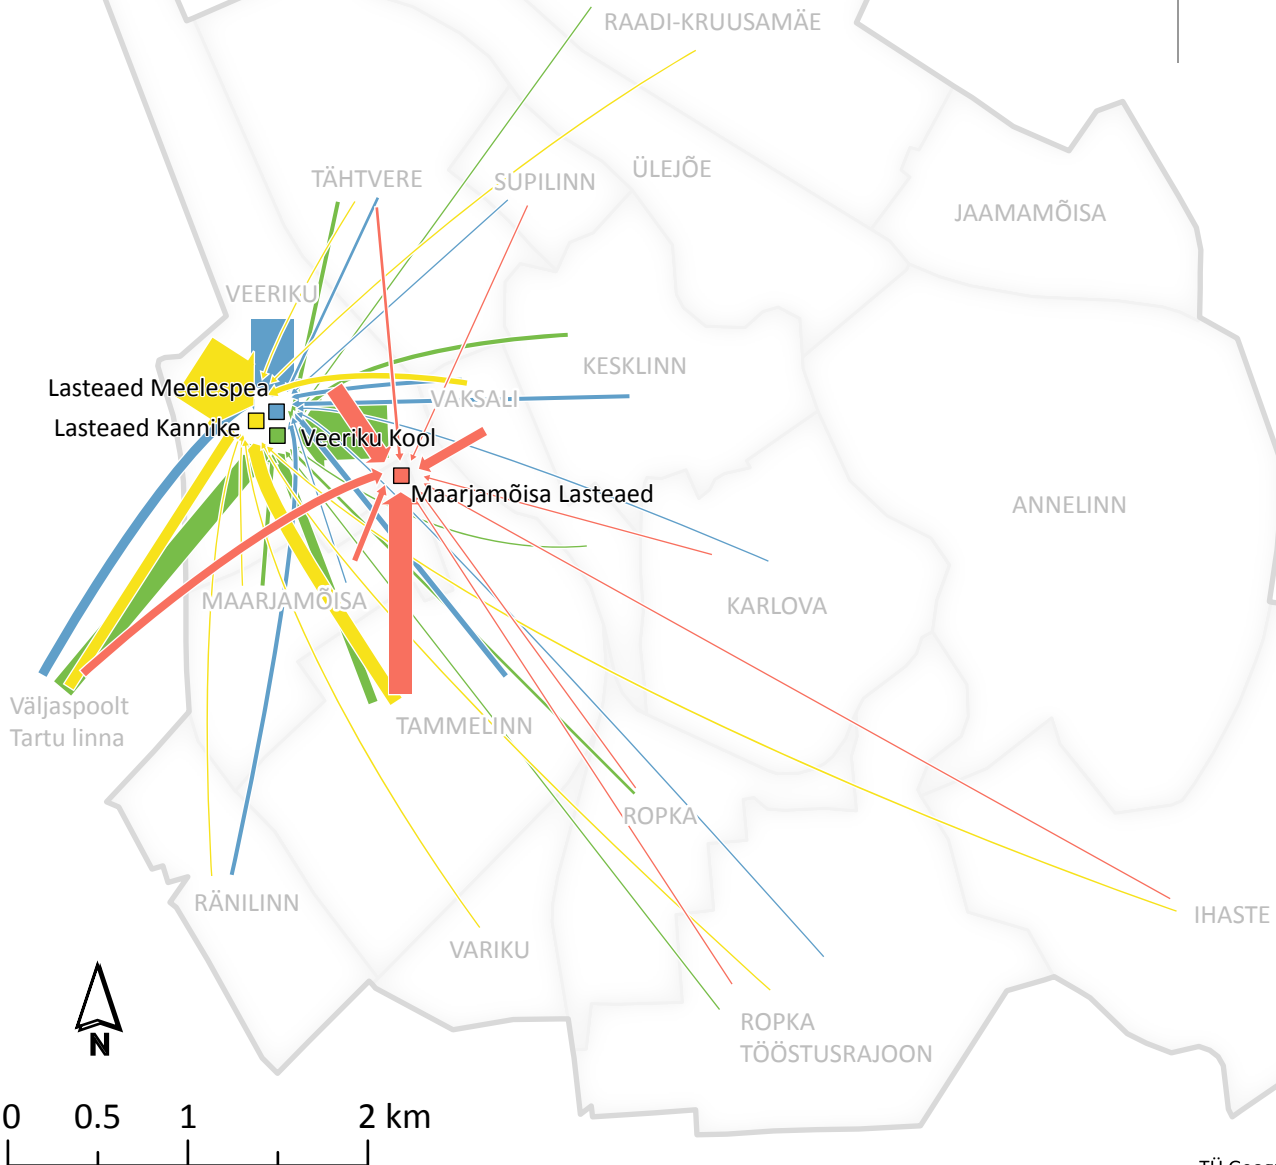 RAADI-KRUUSAMÄE
TÄHTVERE
SUPILINN
ÜLEJÕE
JAAMAMÕISA
VEERIKU
KESKLINN
Lasteaed Meelespea
VAKSALI
Lasteaed Kannike
Veeriku Kool
Maarjamõisa Lasteaed
ANNELINN
MAARJAMÕISA
KARLOVA
Väljaspoolt
Tartu linna
TAMMELINN
ROPKA
RÄNILINN
IHASTE
VARIKU
ROPKA
TÖÖSTUSRAJOON
N
0 0.5 1 2 km